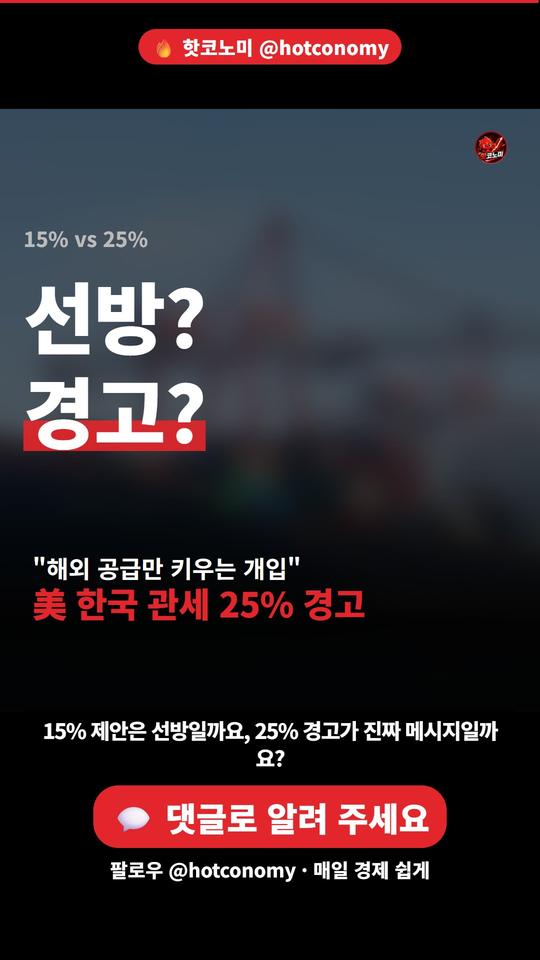 🔥 핫코노미 @hotconomy
코노미
15% vs 25%
선방?
경고?
"해외 공급만 키우는 개입"
美 한국 관세 25% 경고
15% 제안은 선방일까요, 25% 경고가 진짜 메시지일까
요?
💬 댓글로 알려 주세요
팔로우 @hotconomy · 매일 경제 쉽게